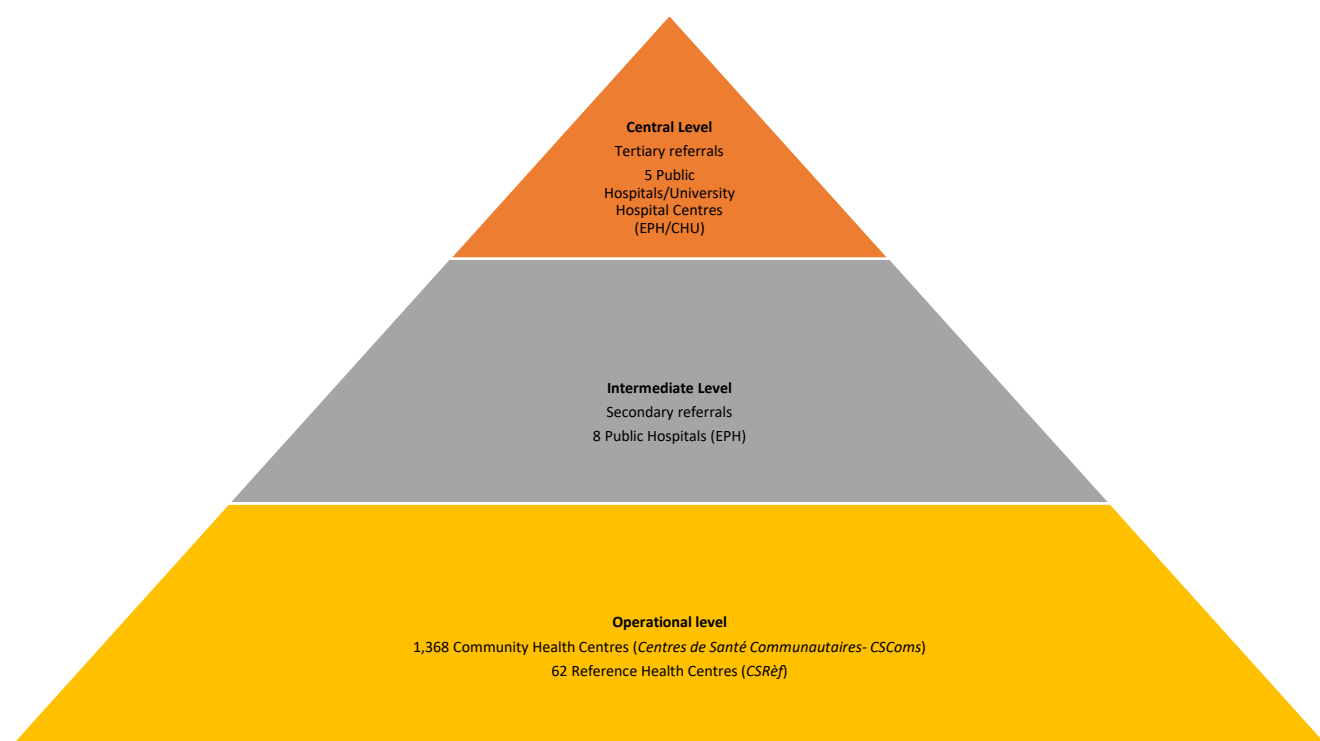 Central Level
Tertiary referrals
5 Public
Hospitals/University
Hospital Centres
(EPH/CHU)
Intermediate Level
Secondary referrals
8 Public Hospitals (EPH)
Operational level
1,368 Community Health Centres (Centres de Santé Communautaires- CSComs)
62 Reference Health Centres (CSRèf)